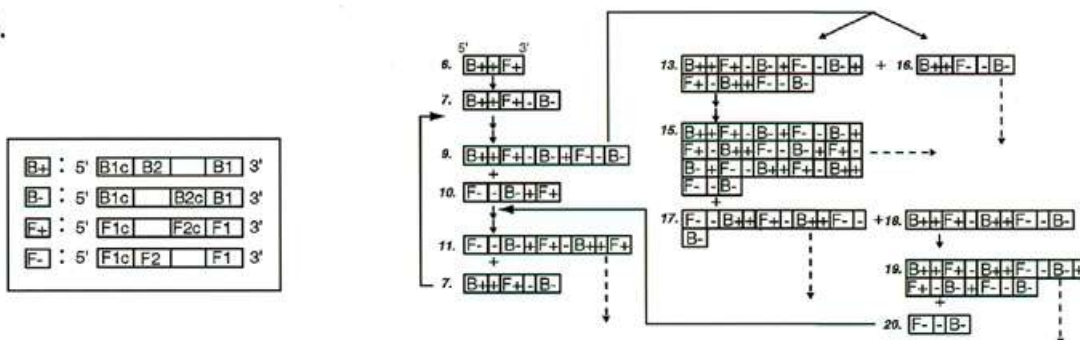 B+ : 5' B1c B2 B1 3'
B- : 5' B1c B2c B1 3'
F+ : 5' F1c F2c F1 3'
F- : 5' F1c F2 F1 3'
5' 3'
6. B++F+
7. B++F+-B-
9. B++F+-B-+F--B-
+
10. F--B-+F+
11. F--B-+F+-B++F+
+
7. B++F+-B-
13. B++F+-B-+F--B-+
F+-B++F--B-
+ 16. B++F--B-
15. B++F+-B-+F--B-+
F+-B++F--B-+F+-
B-+F--B-+F+-B++
F--B-
+
17. F--B++F+-B++F--
B-
+ 18. B++F+-B++F--B-
19. B++F+-B++F--B-+
F+-B-+F--B-
+
20. F--B-